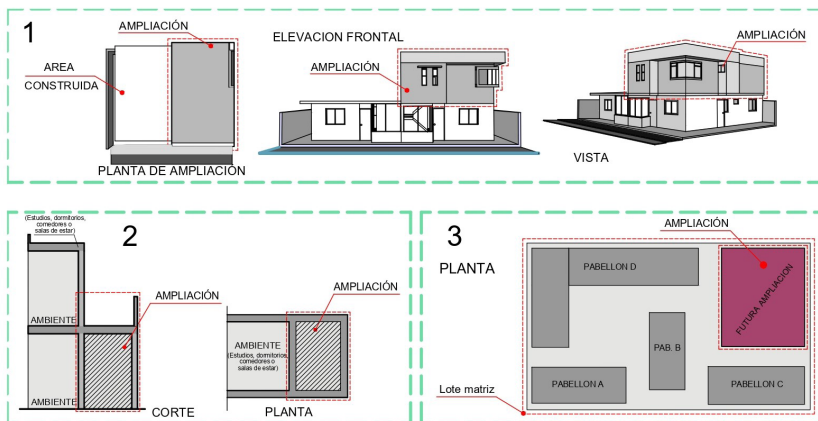 1
AMPLIACIÓN
AREA
CONSTRUIDA
PLANTA DE AMPLIACIÓN
ELEVACION FRONTAL
AMPLIACIÓN
AMPLIACIÓN
VISTA
2
(Estudios, dormitorios,
comedores o
salas de estar)
AMPLIACIÓN
AMBIENTE
AMBIENTE
CORTE
AMPLIACIÓN
AMBIENTE
(Estudios, dormitorios,
comedores o
salas de estar)
PLANTA
3
AMPLIACIÓN
PLANTA
PABELLON D
FUTURA AMPLIACION
PAB. B
PABELLON A
PABELLON C
Lote matriz